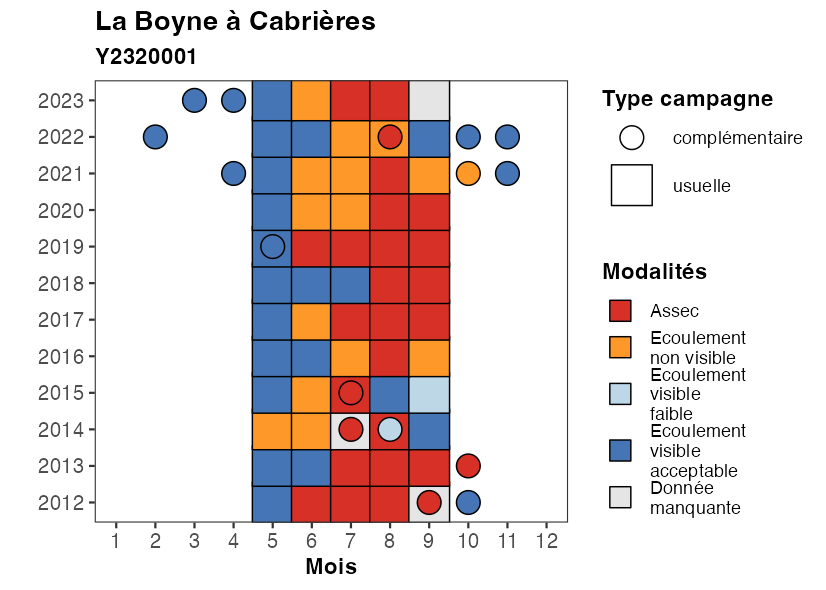 La Boyne à Cabrières
Y2320001
2023
2022
2021
2020
2019
2018
2017
2016
2015
2014
2013
2012
1 2 3 4 5 6 7 8 9 10 11 12
Mois
Type campagne
complémentaire
usuelle
Modalités
Assec
Ecoulement
non visible
Ecoulement
visible
faible
Ecoulement
visible
acceptable
Donnée
manquante